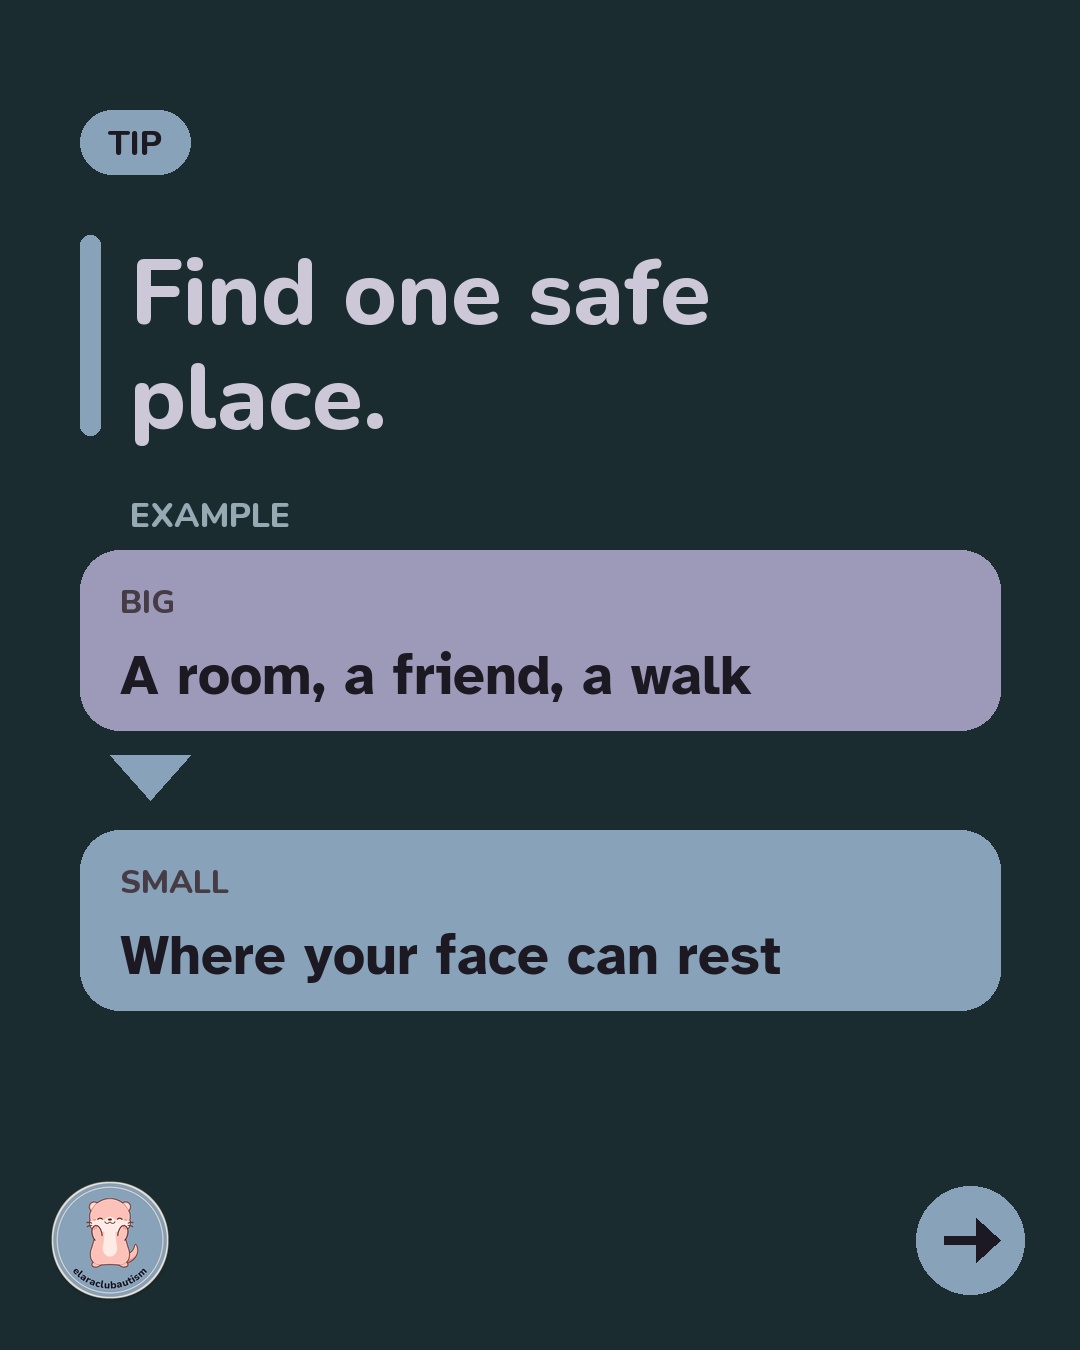 TIP
Find one safe
place.
EXAMPLE
BIG
A room, a friend, a walk
SMALL
Where your face can rest
elaraclubautism